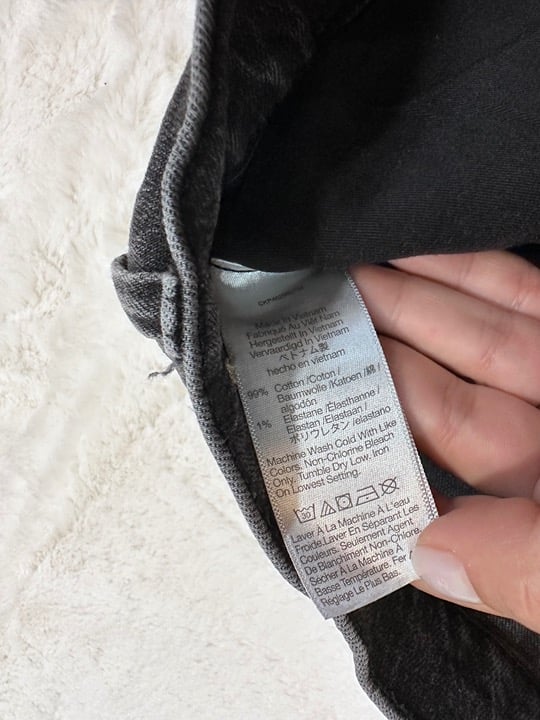 Made In Vietnam
Fabriqué Au Viêt Nam
Hergestellt In Vietnam
Vervaardigd In Vietnam
ベトナム製
hecho en vietnam
99% Cotton /Coton /
Baumwolle /Katoen /綿 /
algodón
1% Elastane /Elasthanne /
Elastan /Elastaan /
ポリウレタン /elastano
Machine Wash Cold With Like
Colors. Non-Chlorine Bleach
Only. Tumble Dry Low. Iron
On Lowest Setting.
30
Laver À La Machine À L'eau
Froide.Laver En Séparant Les
Couleurs. Seulement Agent
De Blanchiment Non-Chlore.
Sécher À La Machine À
Basse Température. Fer
Réglage Le Plus Bas.